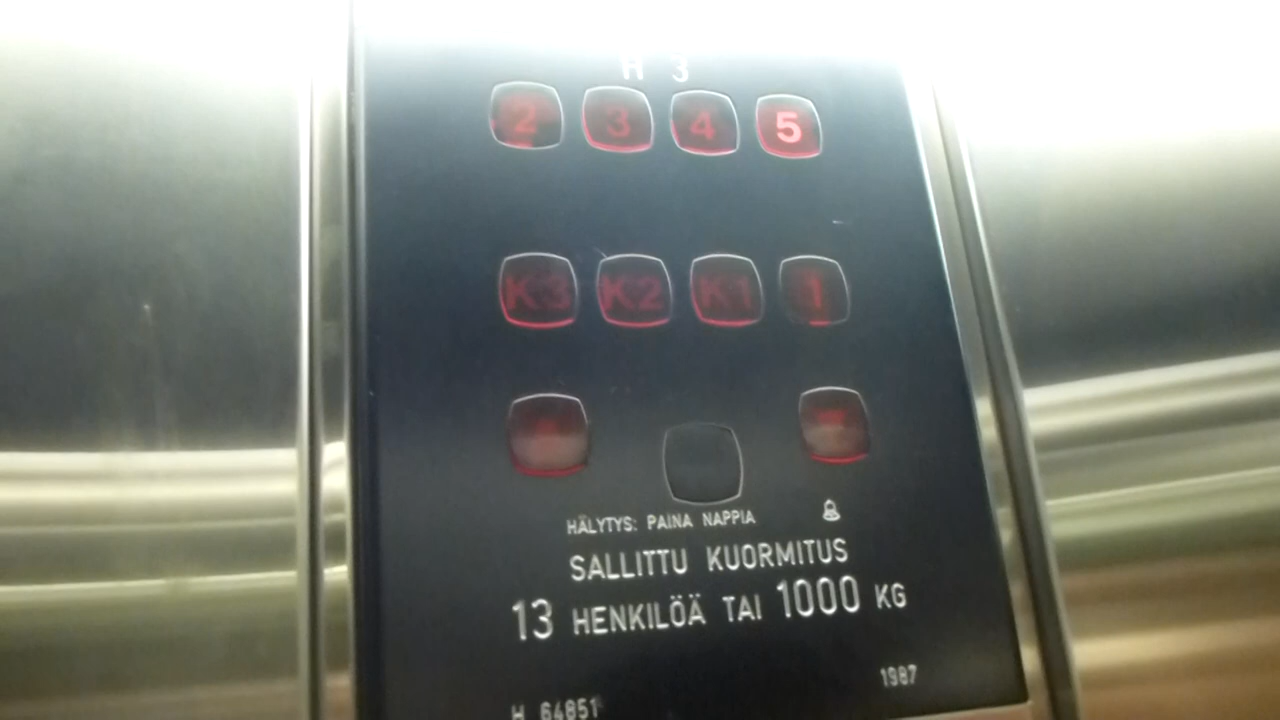 H 3
2 3 4 5
K3 K2 K1 1
HÄLYTYS: PAINA NAPPIA
SALLITTU KUORMITUS
13 HENKILÖÄ TAI 1000 KG
1987
H 64851